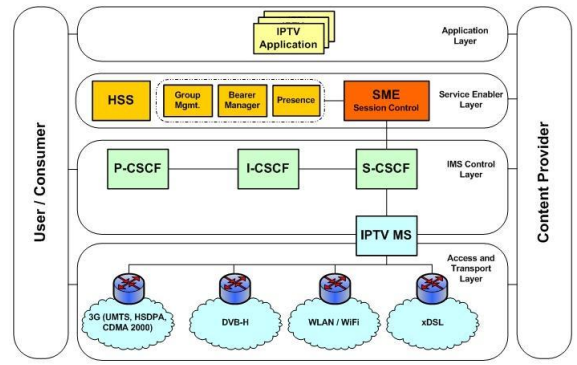 IPTV
Application
Application
Layer
HSS
Group
Mgmt.
Bearer
Manager
Presence
SME
Session Control
Service Enabler
Layer
P-CSCF
I-CSCF
S-CSCF
IMS Control
Layer
IPTV MS
Access and
Transport
Layer
3G (UMTS, HSDPA,
CDMA 2000)
DVB-H
WLAN / WiFi
xDSL
User / Consumer
Content Provider